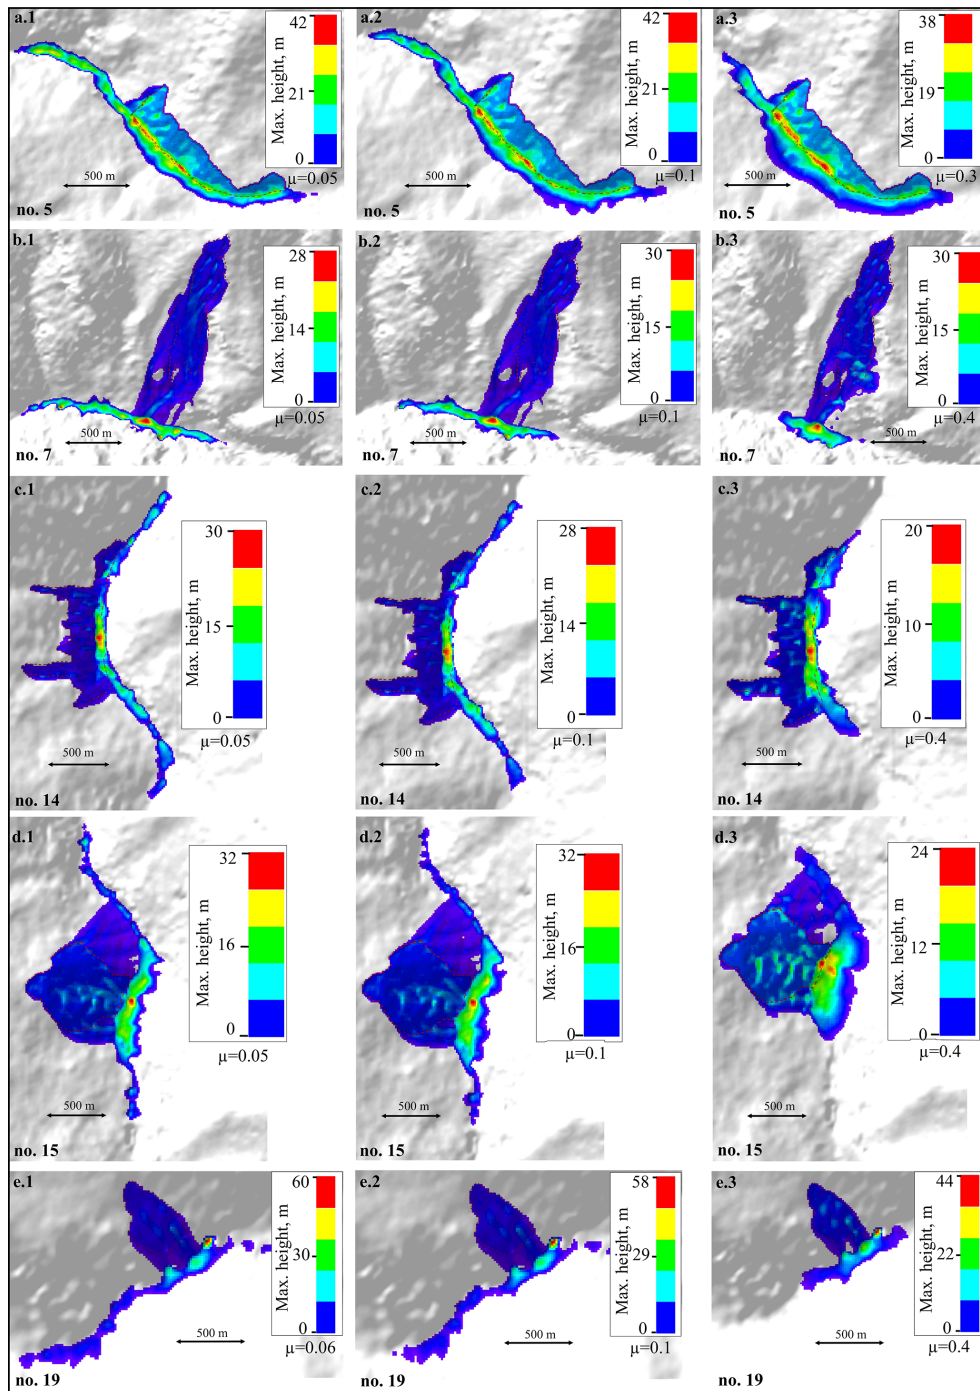 a.1
42
Max. height, m
21
0
μ=0.05
500 m
no. 5
a.2
42
Max. height, m
21
0
μ=0.1
500 m
no. 5
a.3
38
Max. height, m
19
0
μ=0.3
500 m
no. 5
b.1
28
Max. height, m
14
0
μ=0.05
500 m
no. 7
b.2
30
Max. height, m
15
0
μ=0.1
500 m
no. 7
b.3
30
Max. height, m
15
0
μ=0.4
500 m
no. 7
c.1
30
Max. height, m
15
0
μ=0.05
500 m
no. 14
c.2
28
Max. height, m
14
0
μ=0.1
500 m
no. 14
c.3
20
Max. height, m
10
0
μ=0.4
500 m
no. 14
d.1
32
Max. height, m
16
0
μ=0.05
500 m
no. 15
d.2
32
Max. height, m
16
0
μ=0.1
500 m
no. 15
d.3
24
Max. height, m
12
0
μ=0.4
500 m
no. 15
e.1
60
Max. height, m
30
0
μ=0.06
500 m
no. 19
e.2
58
Max. height, m
29
0
μ=0.1
500 m
no. 19
e.3
44
Max. height, m
22
0
μ=0.4
500 m
no. 19